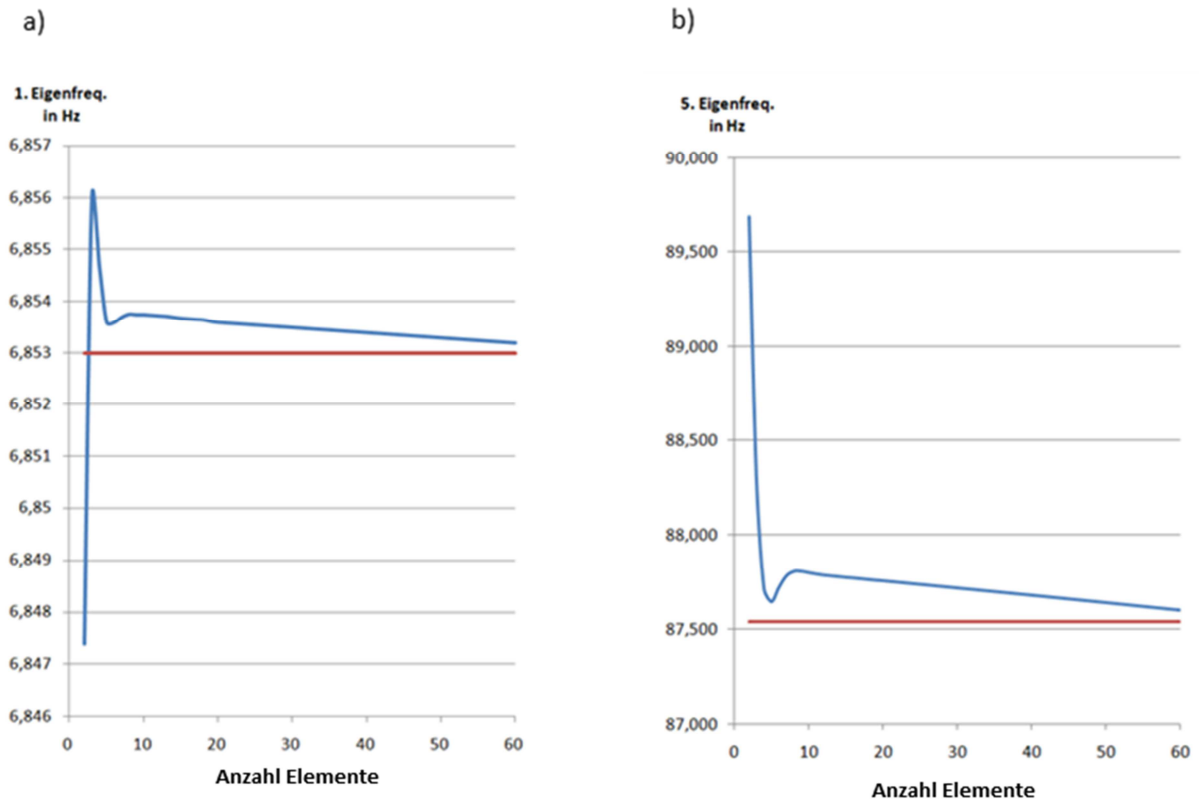 a)
1. Eigenfreq.
in Hz
6,857
6,856
6,855
6,854
6,853
6,852
6,851
6,85
6,849
6,848
6,847
6,846
0 10 20 30 40 50 60
Anzahl Elemente
b)
5. Eigenfreq.
in Hz
90,000
89,500
89,000
88,500
88,000
87,500
87,000
0 10 20 30 40 50 60
Anzahl Elemente